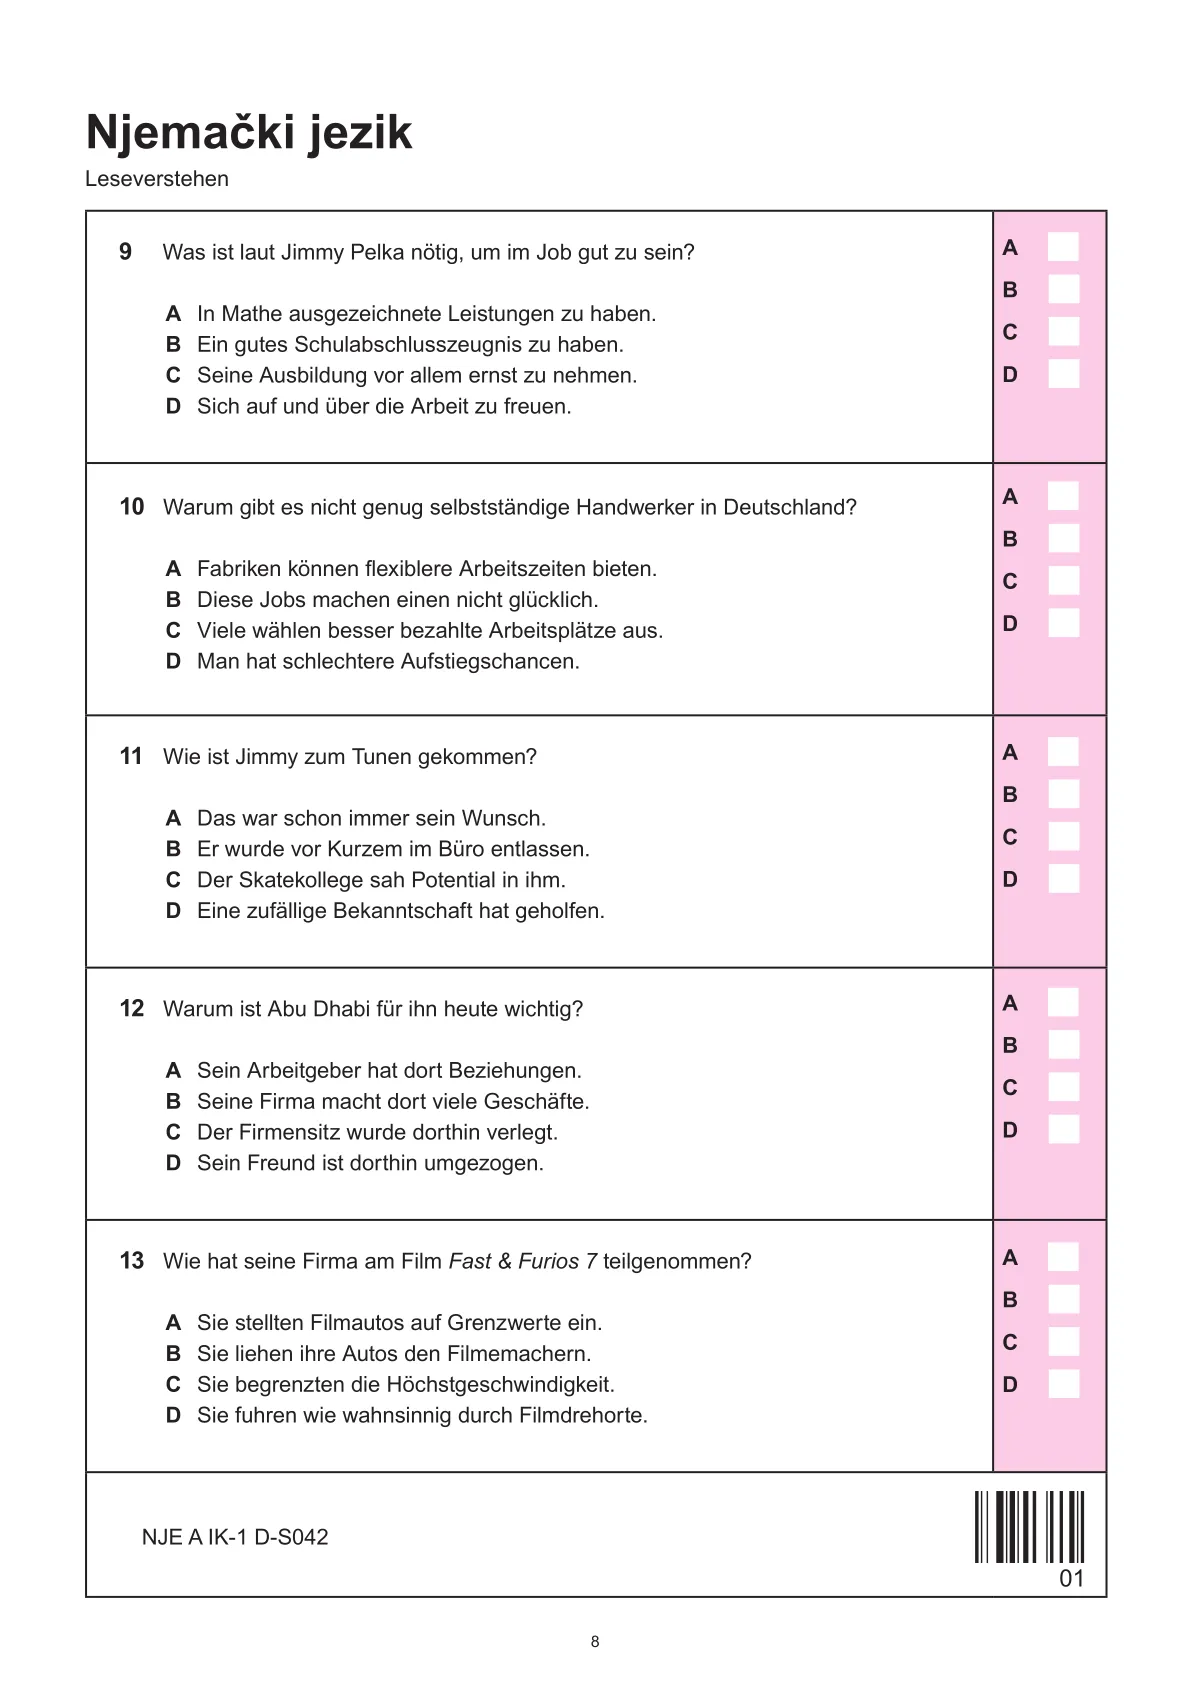 Njemački jezik
Leseverstehen
9 Was ist laut Jimmy Pelka nötig, um im Job gut zu sein?
A In Mathe ausgezeichnete Leistungen zu haben.
B Ein gutes Schulabschlusszeugnis zu haben.
C Seine Ausbildung vor allem ernst zu nehmen.
D Sich auf und über die Arbeit zu freuen.
A
B
C
D
10 Warum gibt es nicht genug selbstständige Handwerker in Deutschland?
A Fabriken können flexiblere Arbeitszeiten bieten.
B Diese Jobs machen einen nicht glücklich.
C Viele wählen besser bezahlte Arbeitsplätze aus.
D Man hat schlechtere Aufstiegschancen.
A
B
C
D
11 Wie ist Jimmy zum Tunen gekommen?
A Das war schon immer sein Wunsch.
B Er wurde vor Kurzem im Büro entlassen.
C Der Skatekollege sah Potential in ihm.
D Eine zufällige Bekanntschaft hat geholfen.
A
B
C
D
12 Warum ist Abu Dhabi für ihn heute wichtig?
A Sein Arbeitgeber hat dort Beziehungen.
B Seine Firma macht dort viele Geschäfte.
C Der Firmensitz wurde dorthin verlegt.
D Sein Freund ist dorthin umgezogen.
A
B
C
D
13 Wie hat seine Firma am Film Fast & Furios 7 teilgenommen?
A Sie stellten Filmautos auf Grenzwerte ein.
B Sie liehen ihre Autos den Filmemachern.
C Sie begrenzten die Höchstgeschwindigkeit.
D Sie fuhren wie wahnsinnig durch Filmdrehorte.
A
B
C
D
NJE A IK-1 D-S042
01
8